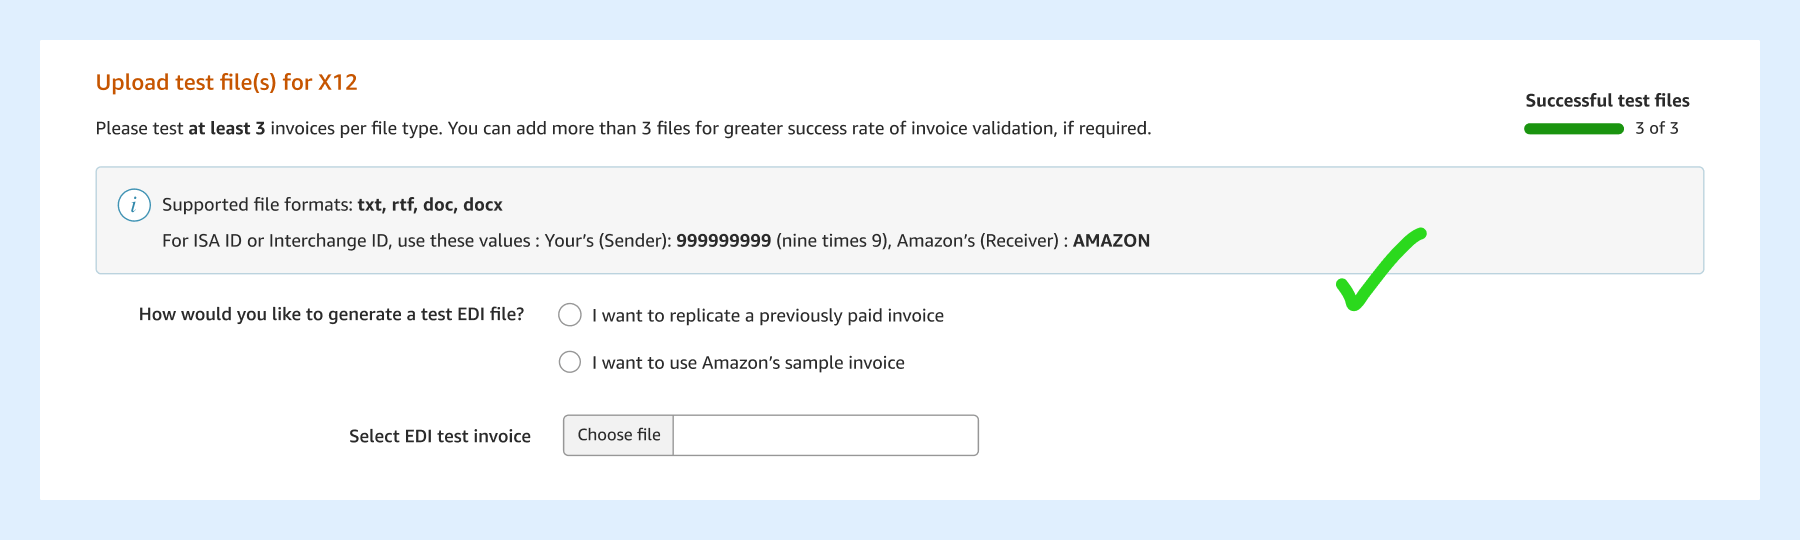 Upload test file(s) for X12
Successful test files
Please test at least 3 invoices per file type. You can add more than 3 files for greater success rate of invoice validation, if required.
3 of 3
i
Supported file formats: txt, rtf, doc, docx
For ISA ID or Interchange ID, use these values : Your’s (Sender): 999999999 (nine times 9), Amazon’s (Receiver) : AMAZON
How would you like to generate a test EDI file?
I want to replicate a previously paid invoice
I want to use Amazon’s sample invoice
Select EDI test invoice
Choose file